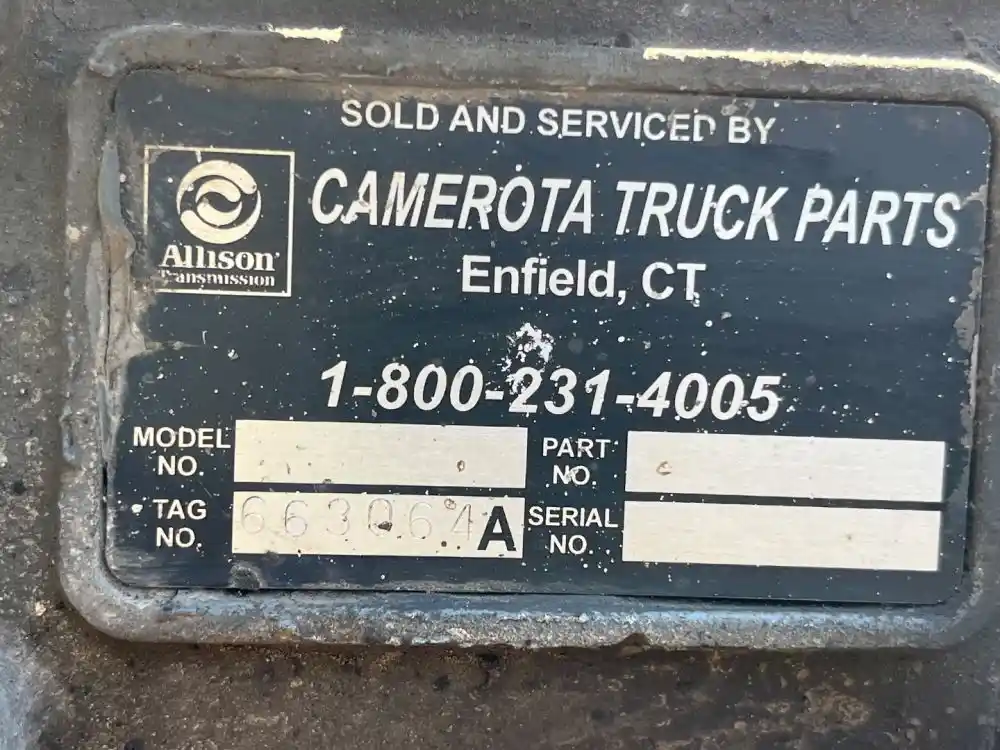 SOLD AND SERVICED BY
Allison
Transmission
CAMEROTA TRUCK PARTS
Enfield, CT
1-800-231-4005
MODEL NO.
PART NO.
TAG NO. 663064 A
SERIAL NO.